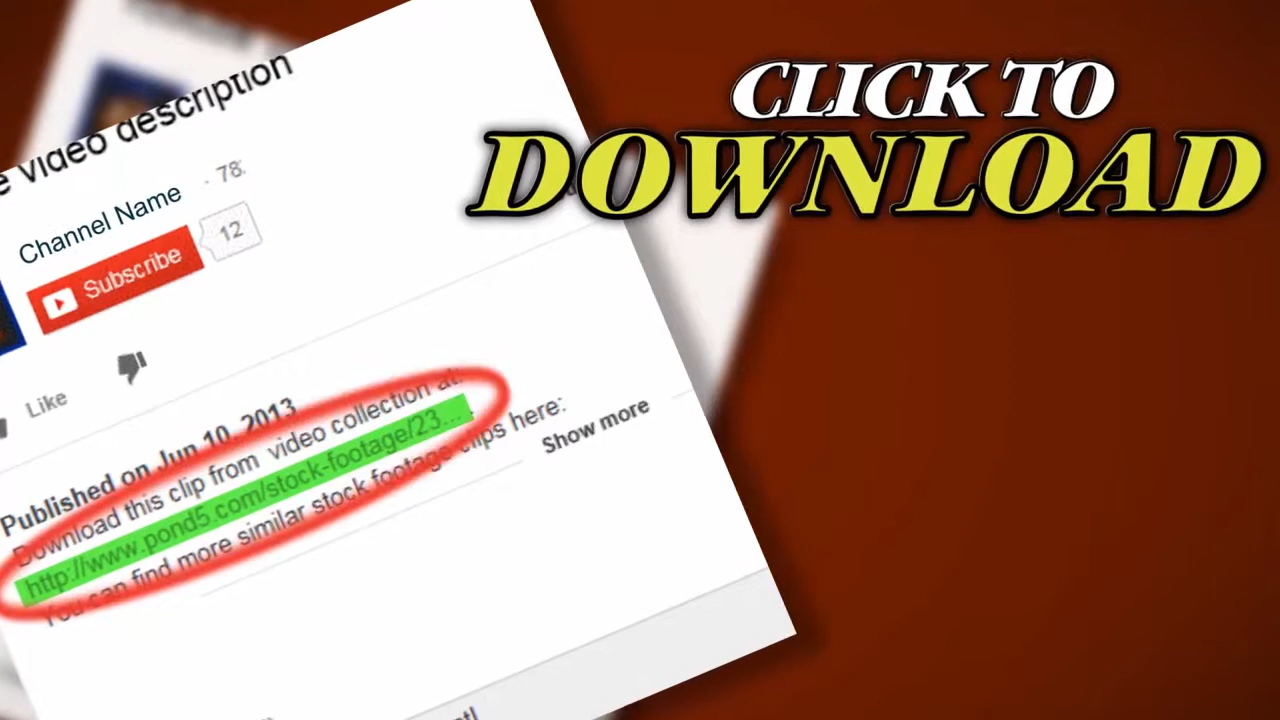 CLICK TO
DOWNLOAD
video description
Channel Name
Subscribe
12
Like
Published on Jun 10, 2013
Download this clip from video collection at:
http://www.pond5.com/stock-footage/23...
You can find more similar stock footage clips here:
Show more